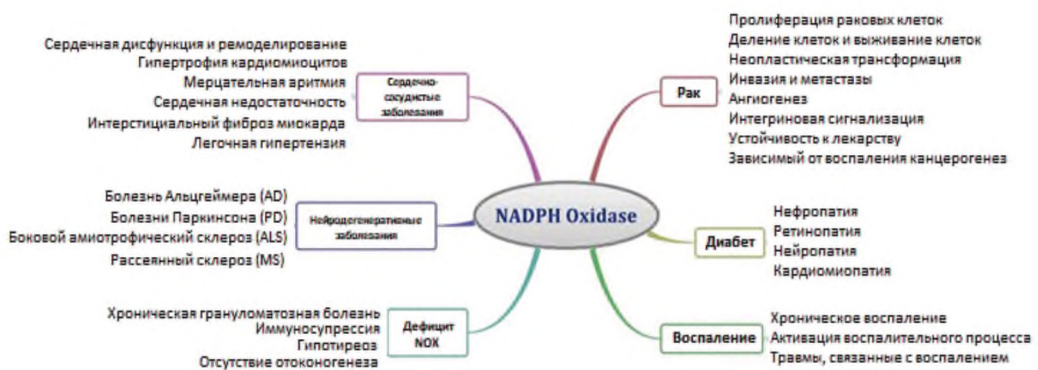 Сердечная дисфункция и ремоделирование
Гипертрофия кардиомиоцитов
Мерцательная аритмия
Сердечная недостаточность
Интерстициальный фиброз миокарда
Легочная гипертензия
Сердечно-
сосудистые
заболевания
Болезнь Альцгеймера (AD)
Болезни Паркинсона (PD)
Боковой амиотрофический склероз (ALS)
Рассеянный склероз (MS)
Нейродегенеративные
заболевания
Хроническая грануломатозная болезнь
Иммуносупрессия
Гипотиреоз
Отсутствие отоконогенеза
Дефицит
NOX
NADPH Oxidase
Рак
Пролиферация раковых клеток
Деление клеток и выживание клеток
Неопластическая трансформация
Инвазия и метастазы
Ангиогенез
Интегриновая сигнализация
Устойчивость к лекарству
Зависимый от воспаления канцерогенез
Диабет
Нефропатия
Ретинопатия
Нейропатия
Кардиомиопатия
Воспаление
Хроническое воспаление
Активация воспалительного процесса
Травмы, связанные с воспалением